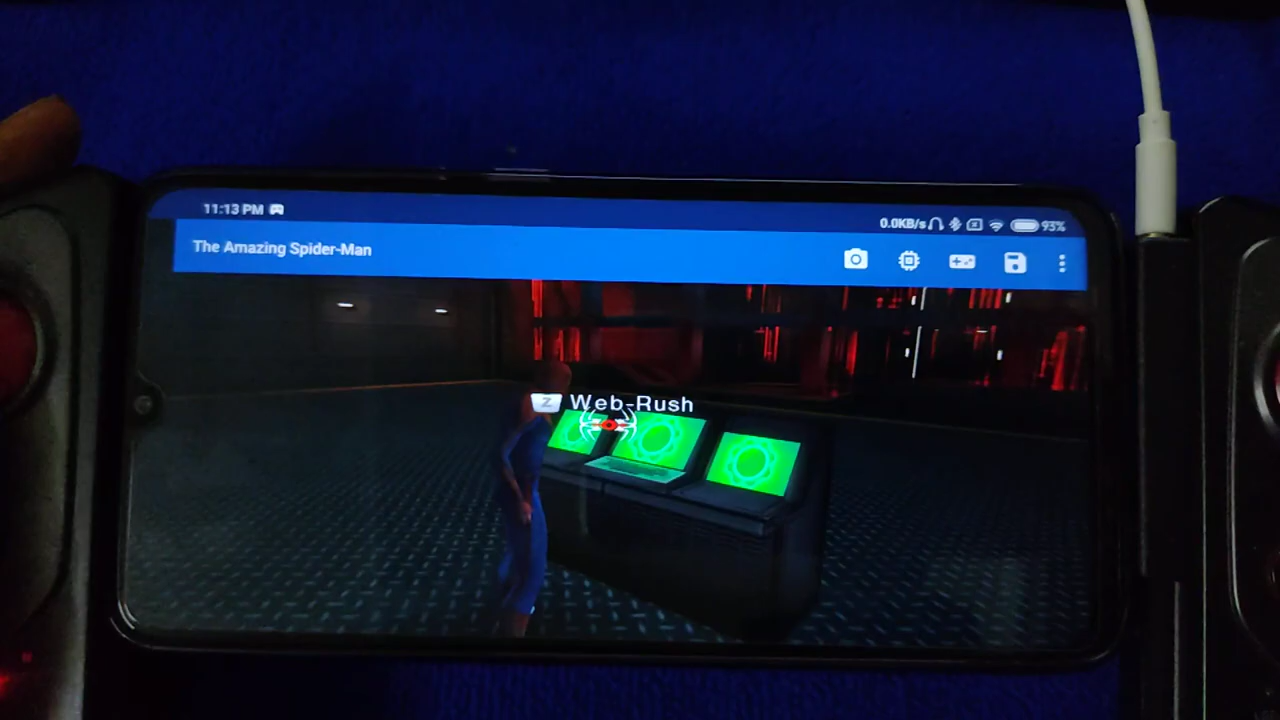 11:13 PM
0.0KB/s 93%
The Amazing Spider-Man
Z Web-Rush